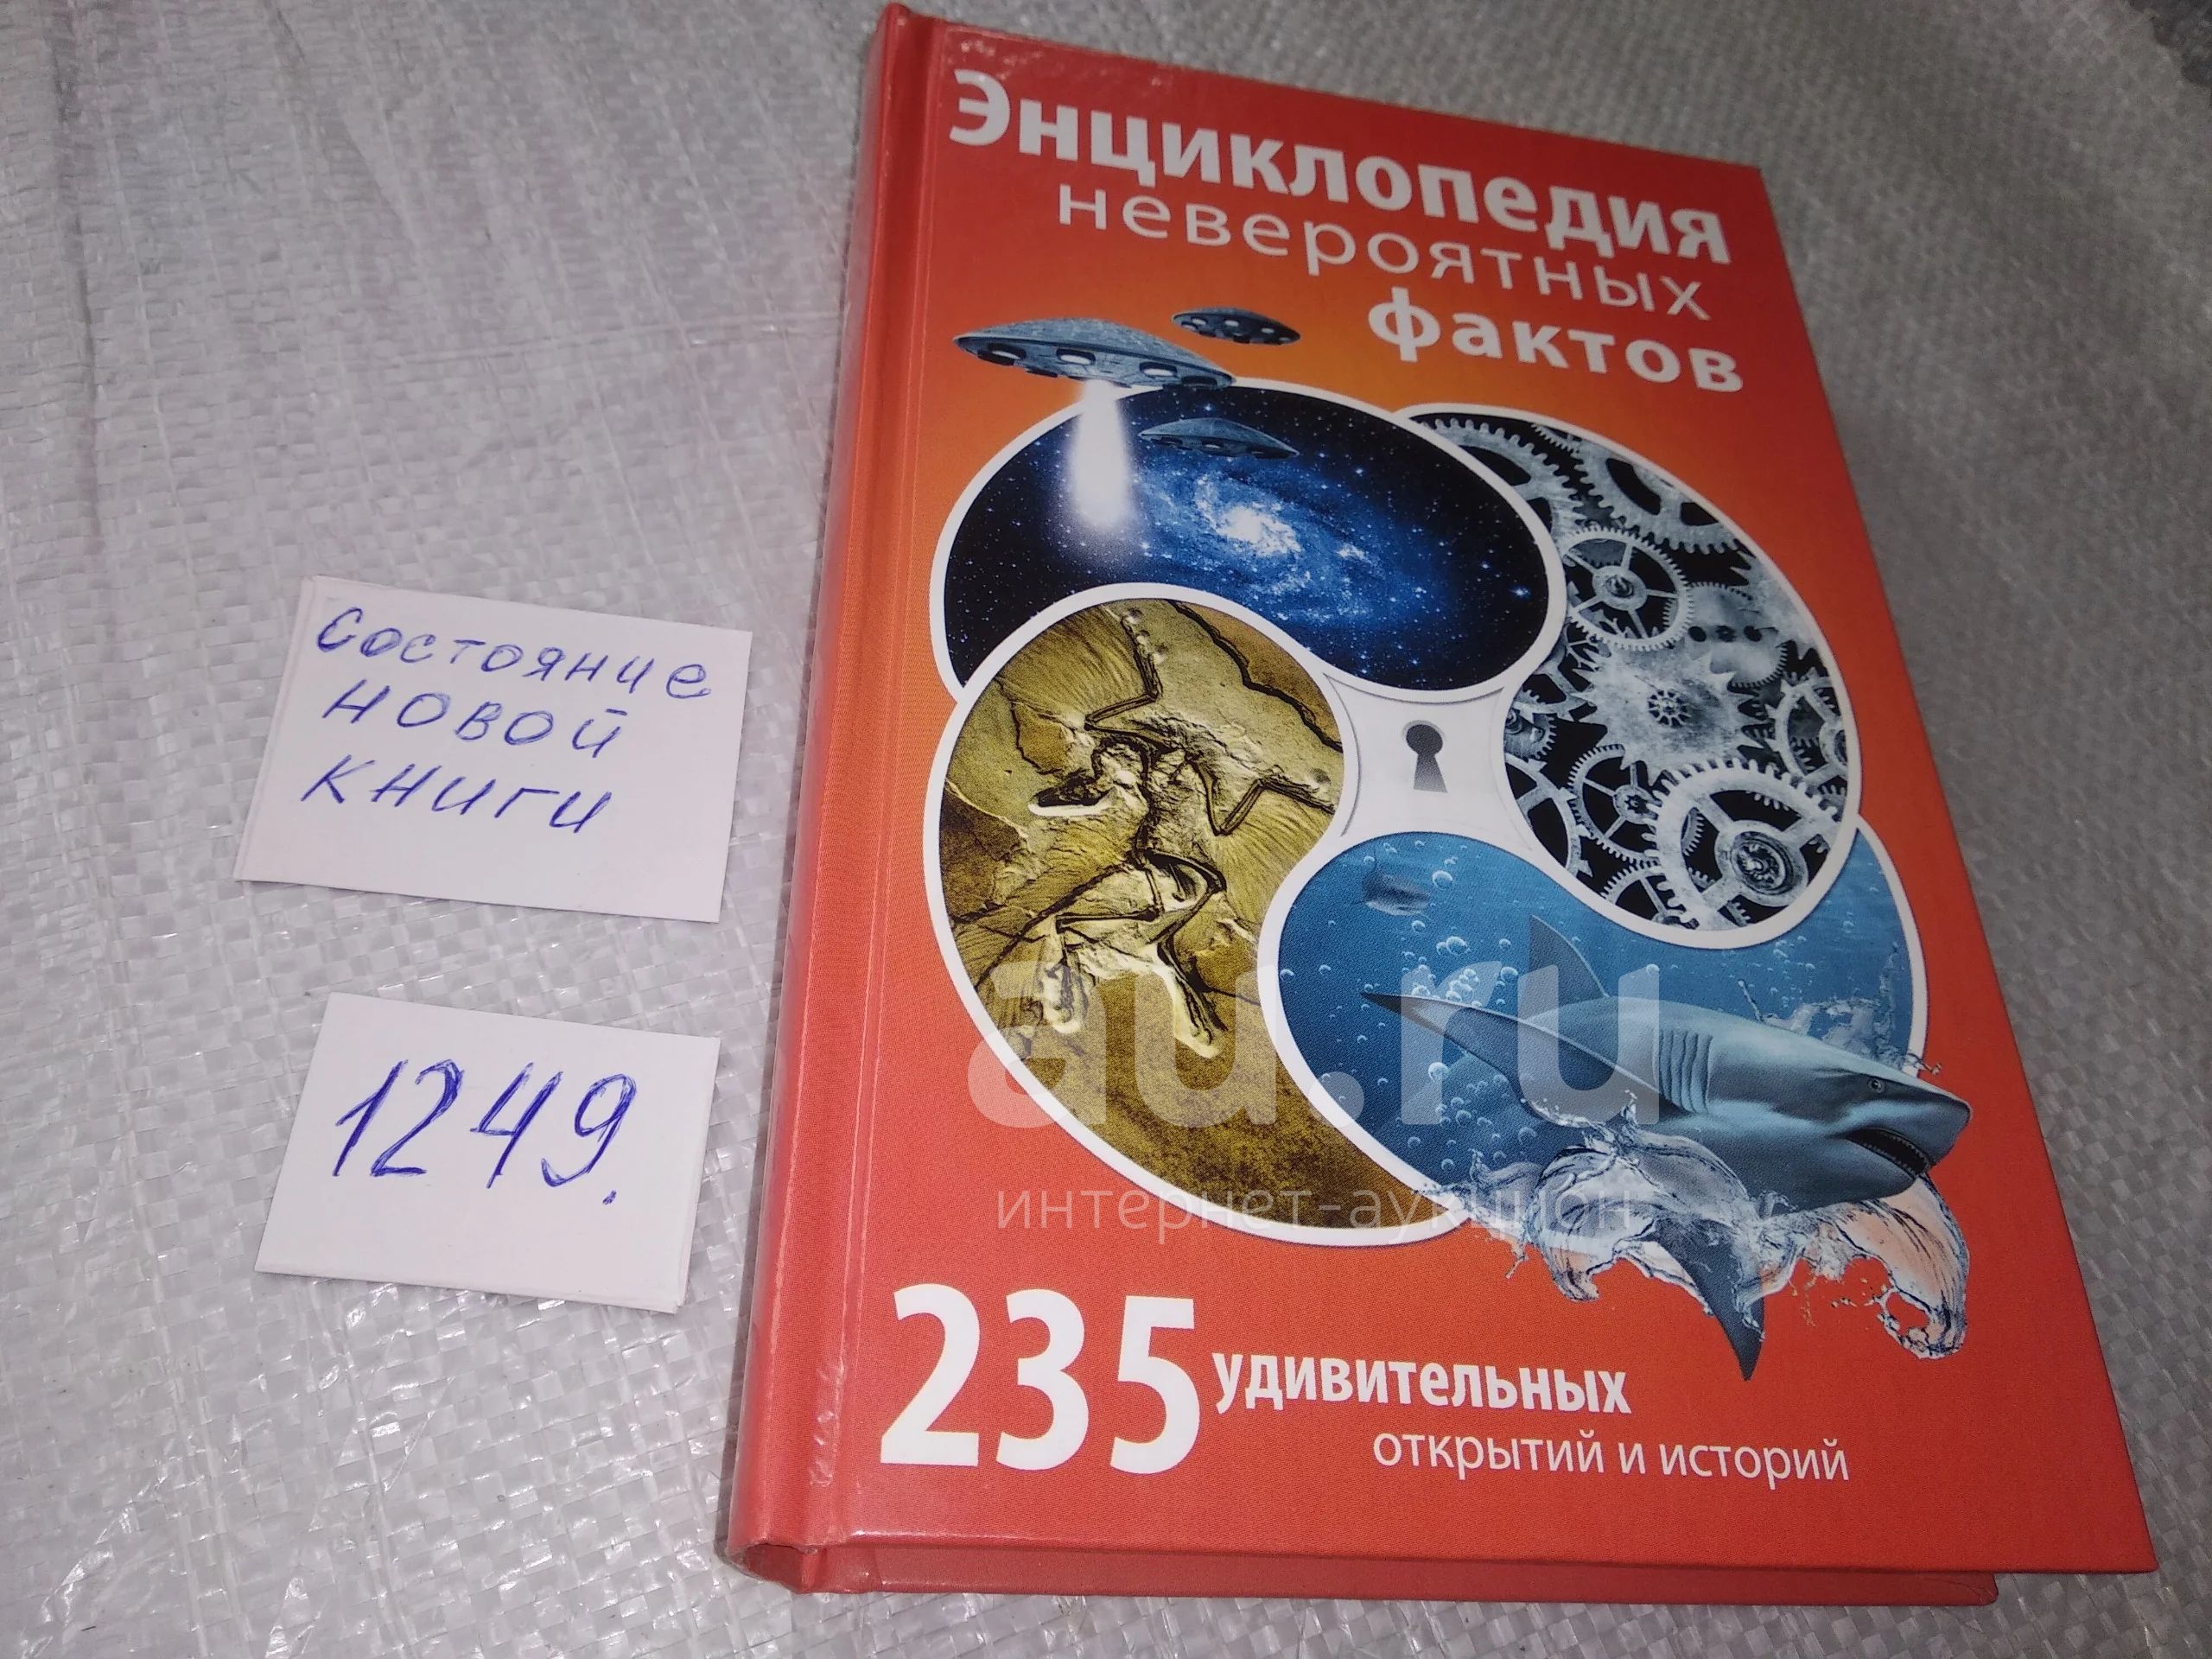 Энциклопедия
невероятных
фактов
Состояние
новой
книги
1249.
au.ru
интернет-аукцион
235 удивительных
открытий и историй